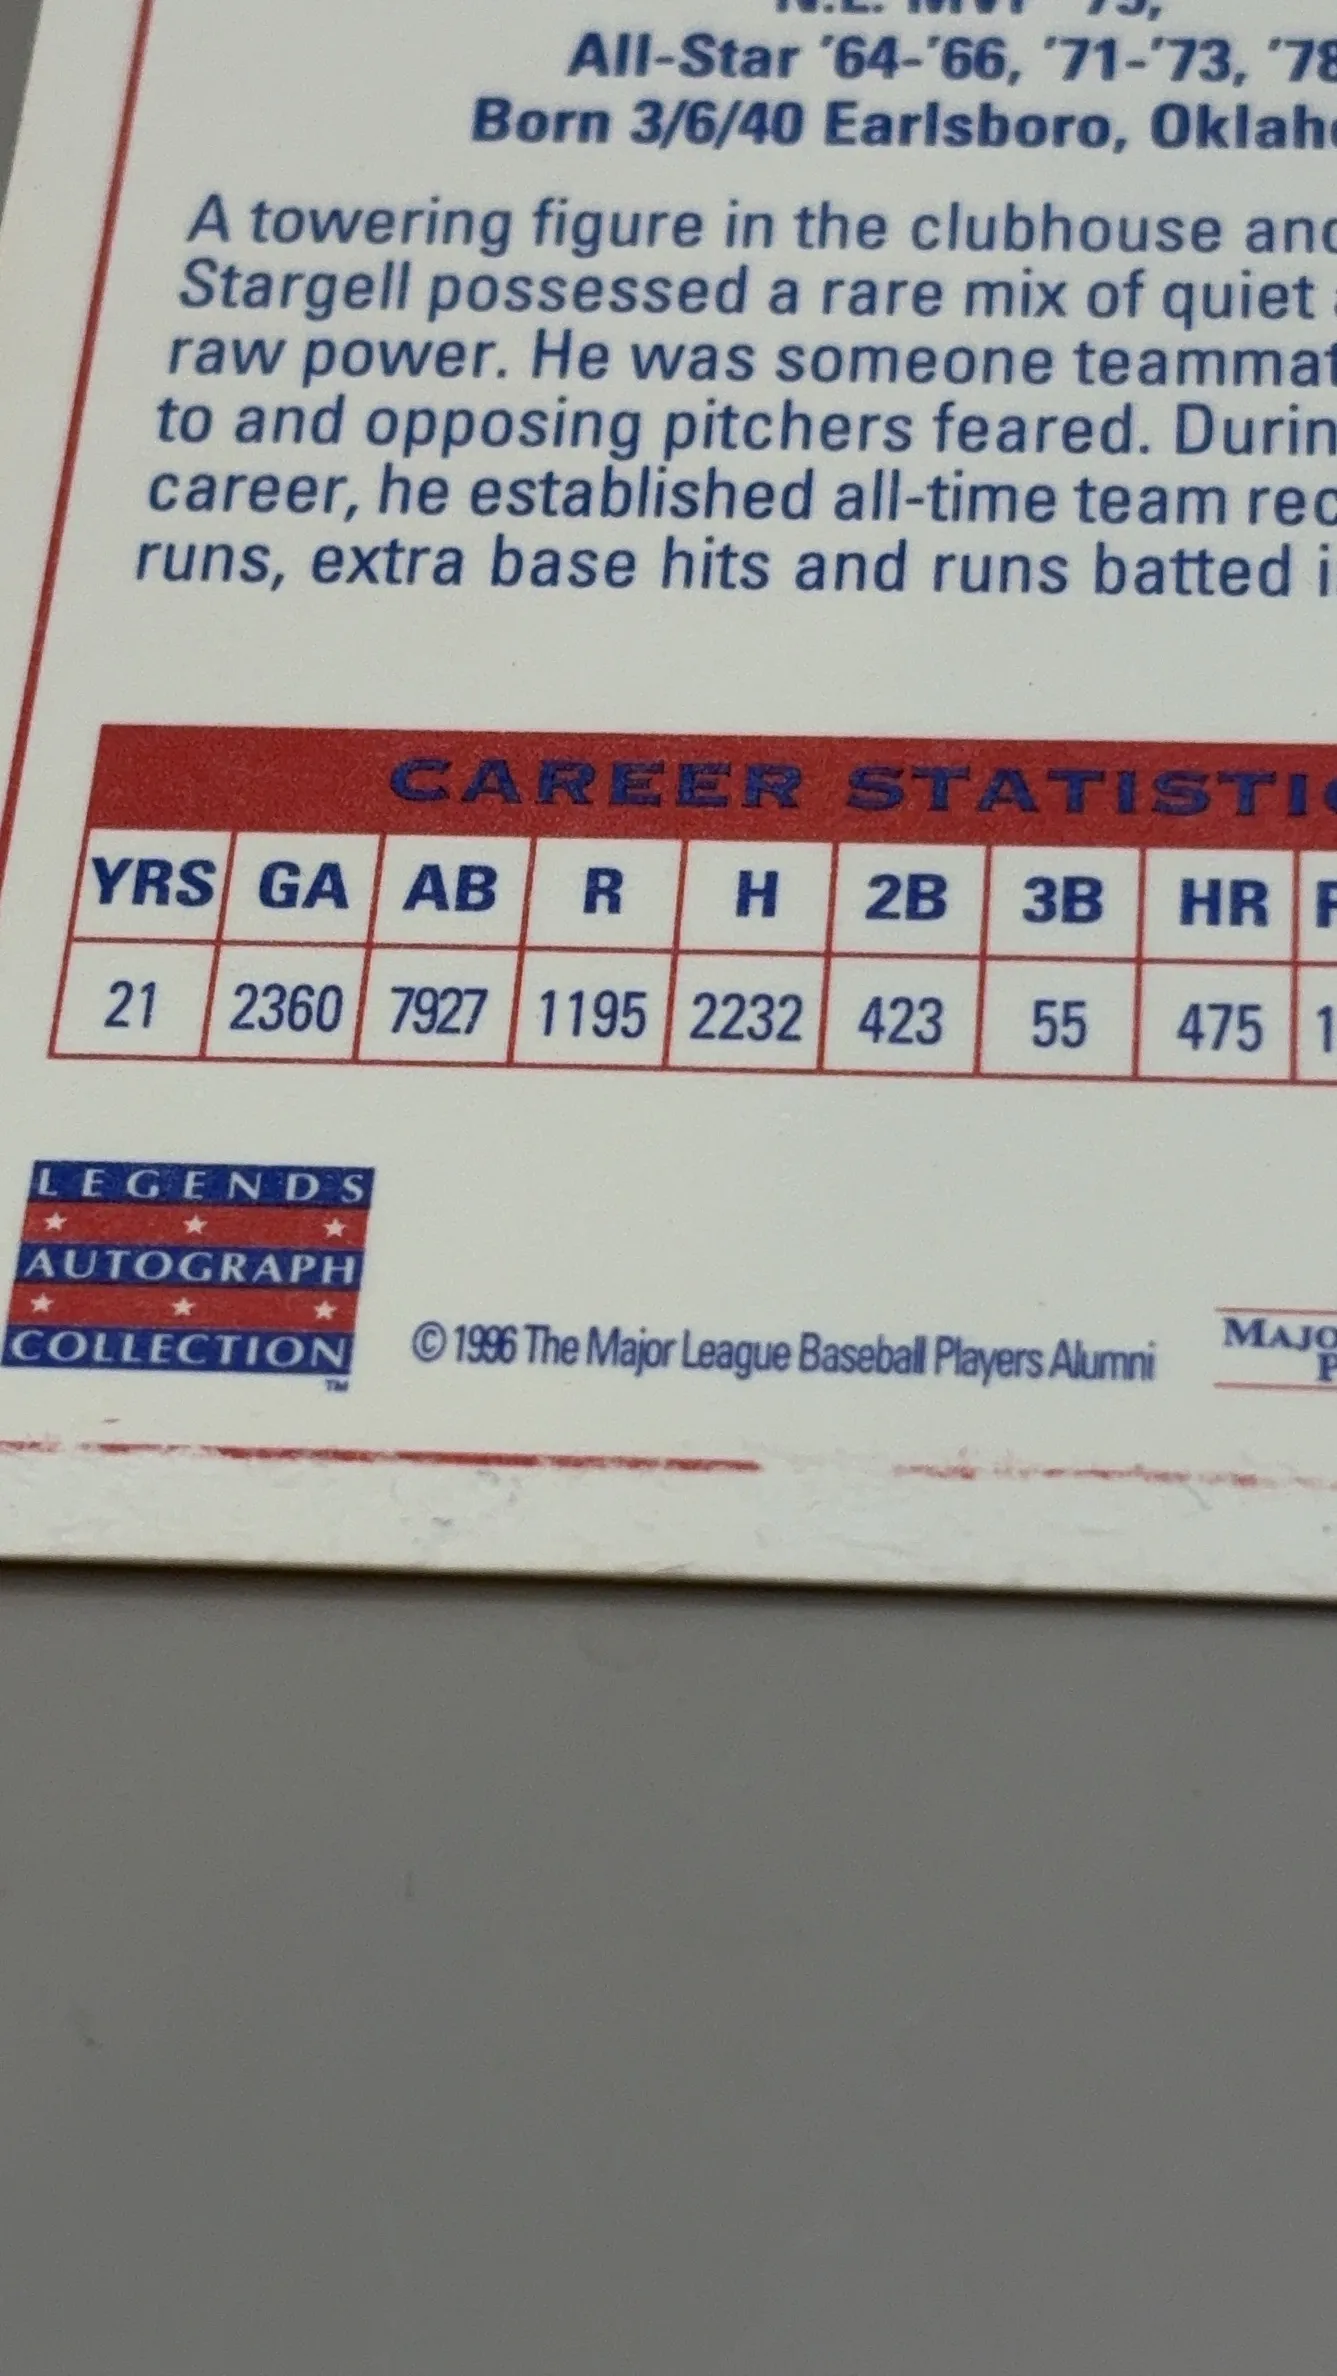 All-Star '64-'66, '71-'73, '78
Born 3/6/40 Earlsboro, Oklah
A towering figure in the clubhouse and
Stargell possessed a rare mix of quiet
raw power. He was someone teammat
to and opposing pitchers feared. Durin
career, he established all-time team rec
runs, extra base hits and runs batted i
CAREER STATISTIC
YRS GA AB R H 2B 3B HR
21 2360 7927 1195 2232 423 55 475 1
LEGENDS
AUTOGRAPH
COLLECTION
TM
© 1996 The Major League Baseball Players Alumni
MAJO
P